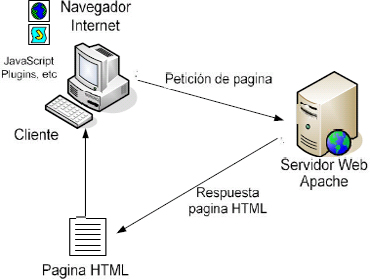 Navegador
Internet
JavaScript
Plugins, etc
Petición de pagina
Cliente
Servidor Web
Apache
Respuesta
pagina HTML
Pagina HTML